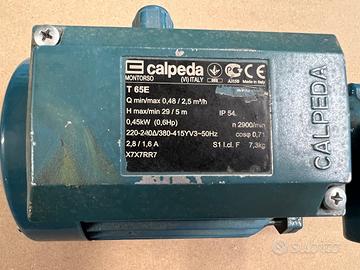 calpeda
MONTORSO (VI) ITALY
T 65E
Q min/max 0,48 / 2,5 m³/h
H max/min 29 / 5 m IP 54
0,45kW (0,6Hp) n 2900/min
220-240Δ/380-415YV3~50Hz cosφ 0,71
2,8 / 1,6 A S1 I.cl. F 7,3kg
X7X7RR7
CALPEDA
SUBITO